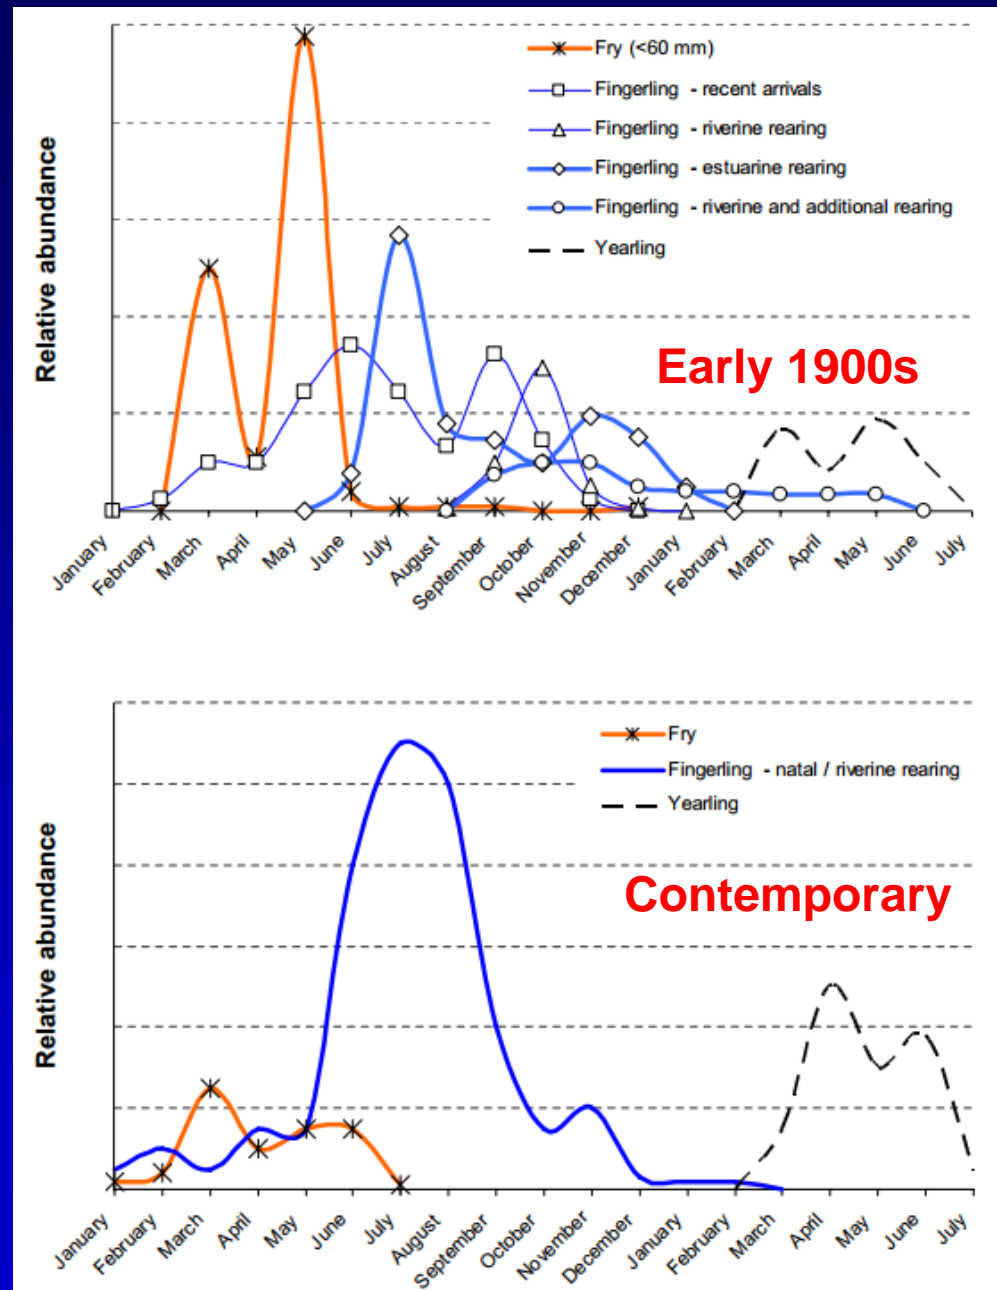 Fry (<60 mm)
Fingerling - recent arrivals
Fingerling - riverine rearing
Fingerling - estuarine rearing
Fingerling - riverine and additional rearing
Yearling
Relative abundance
Early 1900s
January
February
March
April
May
June
July
August
September
October
November
December
January
February
March
April
May
June
July
Fry
Fingerling - natal / riverine rearing
Yearling
Relative abundance
Contemporary
January
February
March
April
May
June
July
August
September
October
November
December
January
February
March
April
May
June
July